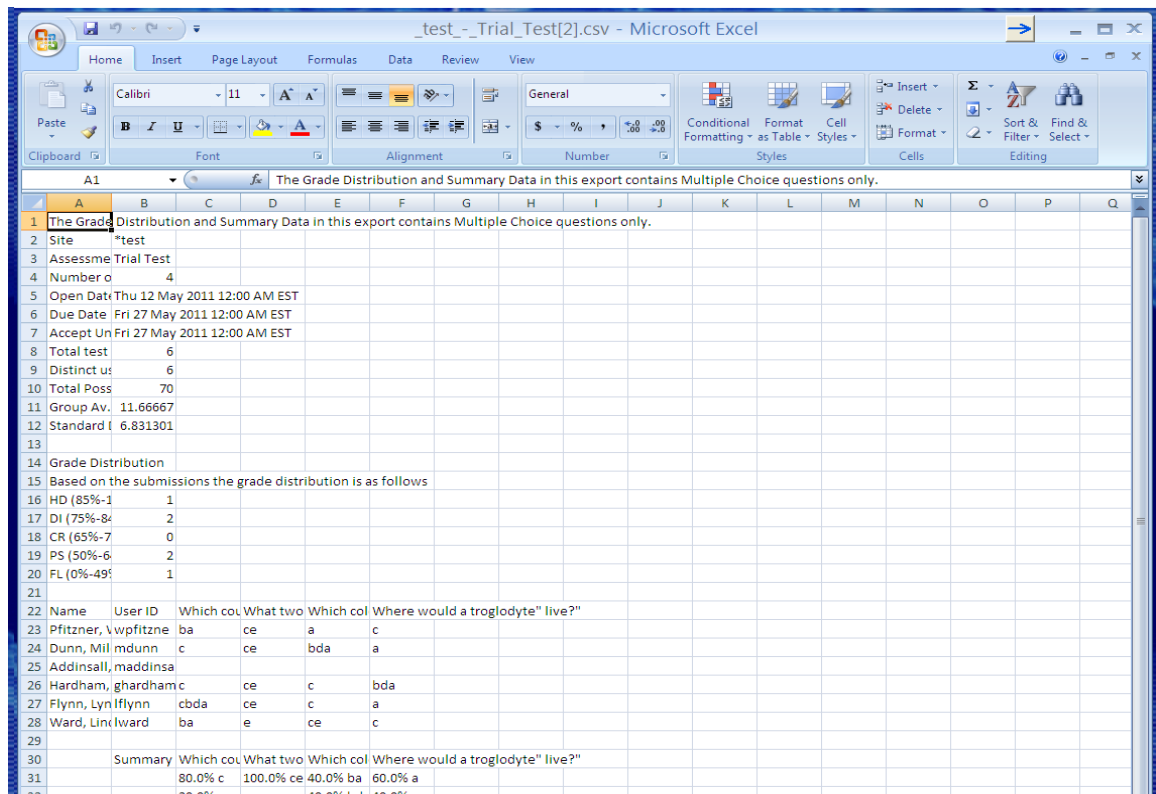 _test_-_Trial_Test[2].csv - Microsoft Excel
Home Insert Page Layout Formulas Data Review View
Paste
Clipboard
Calibri 11
B I U
Font
Alignment
General
$ % ,
Number
Conditional Formatting
Format as Table
Cell Styles
Styles
Insert
Delete
Format
Cells
Sort & Filter
Find & Select
Editing
A1 fx The Grade Distribution and Summary Data in this export contains Multiple Choice questions only.
A B C D E F G H I J K L M N O P Q
1 The Grade Distribution and Summary Data in this export contains Multiple Choice questions only.
2 Site *test
3 Assessme Trial Test
4 Number o 4
5 Open Date Thu 12 May 2011 12:00 AM EST
6 Due Date Fri 27 May 2011 12:00 AM EST
7 Accept Un Fri 27 May 2011 12:00 AM EST
8 Total test 6
9 Distinct us 6
10 Total Poss 70
11 Group Av. 11.66667
12 Standard 6.831301
13
14 Grade Distribution
15 Based on the submissions the grade distribution is as follows
16 HD (85%-1 1
17 DI (75%-84 2
18 CR (65%-7 0
19 PS (50%-6 2
20 FL (0%-49% 1
21
22 Name User ID Which cou What two Which col Where would a troglodyte" live?"
23 Pfitzner, wpfitzne ba ce a c
24 Dunn, Mil mdunn c ce bda a
25 Addinsall, maddinsa
26 Hardham, ghardham c ce c bda
27 Flynn, Lyn lflynn cbda ce c a
28 Ward, Lind lward ba e ce c
29
30 Summary Which cou What two Which col Where would a troglodyte" live?"
31 80.0% c 100.0% ce 40.0% ba 60.0% a